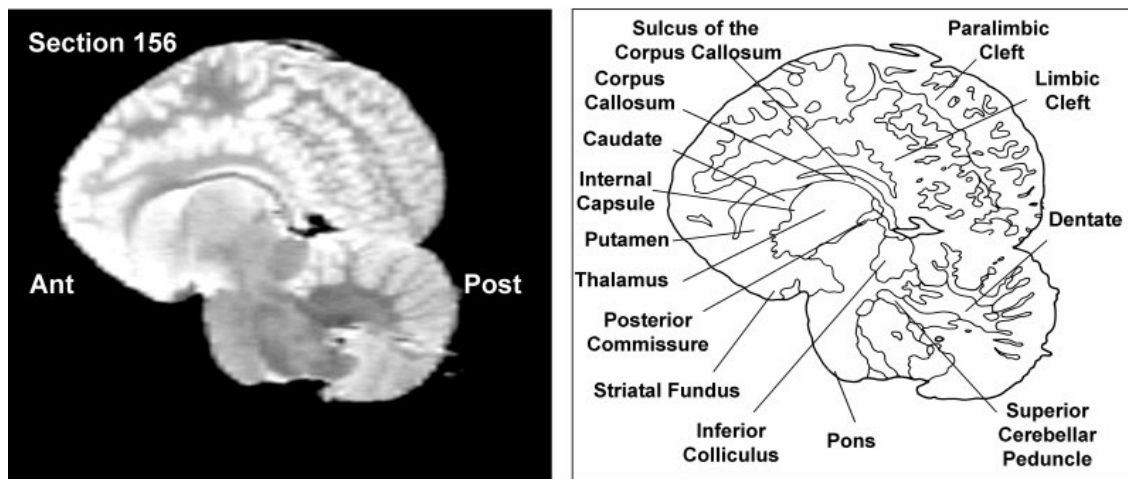 Section 156
Ant
Post
Sulcus of the
Corpus Callosum
Corpus
Callosum
Caudate
Internal
Capsule
Putamen
Thalamus
Posterior
Commissure
Striatal Fundus
Inferior
Colliculus
Pons
Superior
Cerebellar
Peduncle
Dentate
Limbic
Cleft
Paralimbic
Cleft